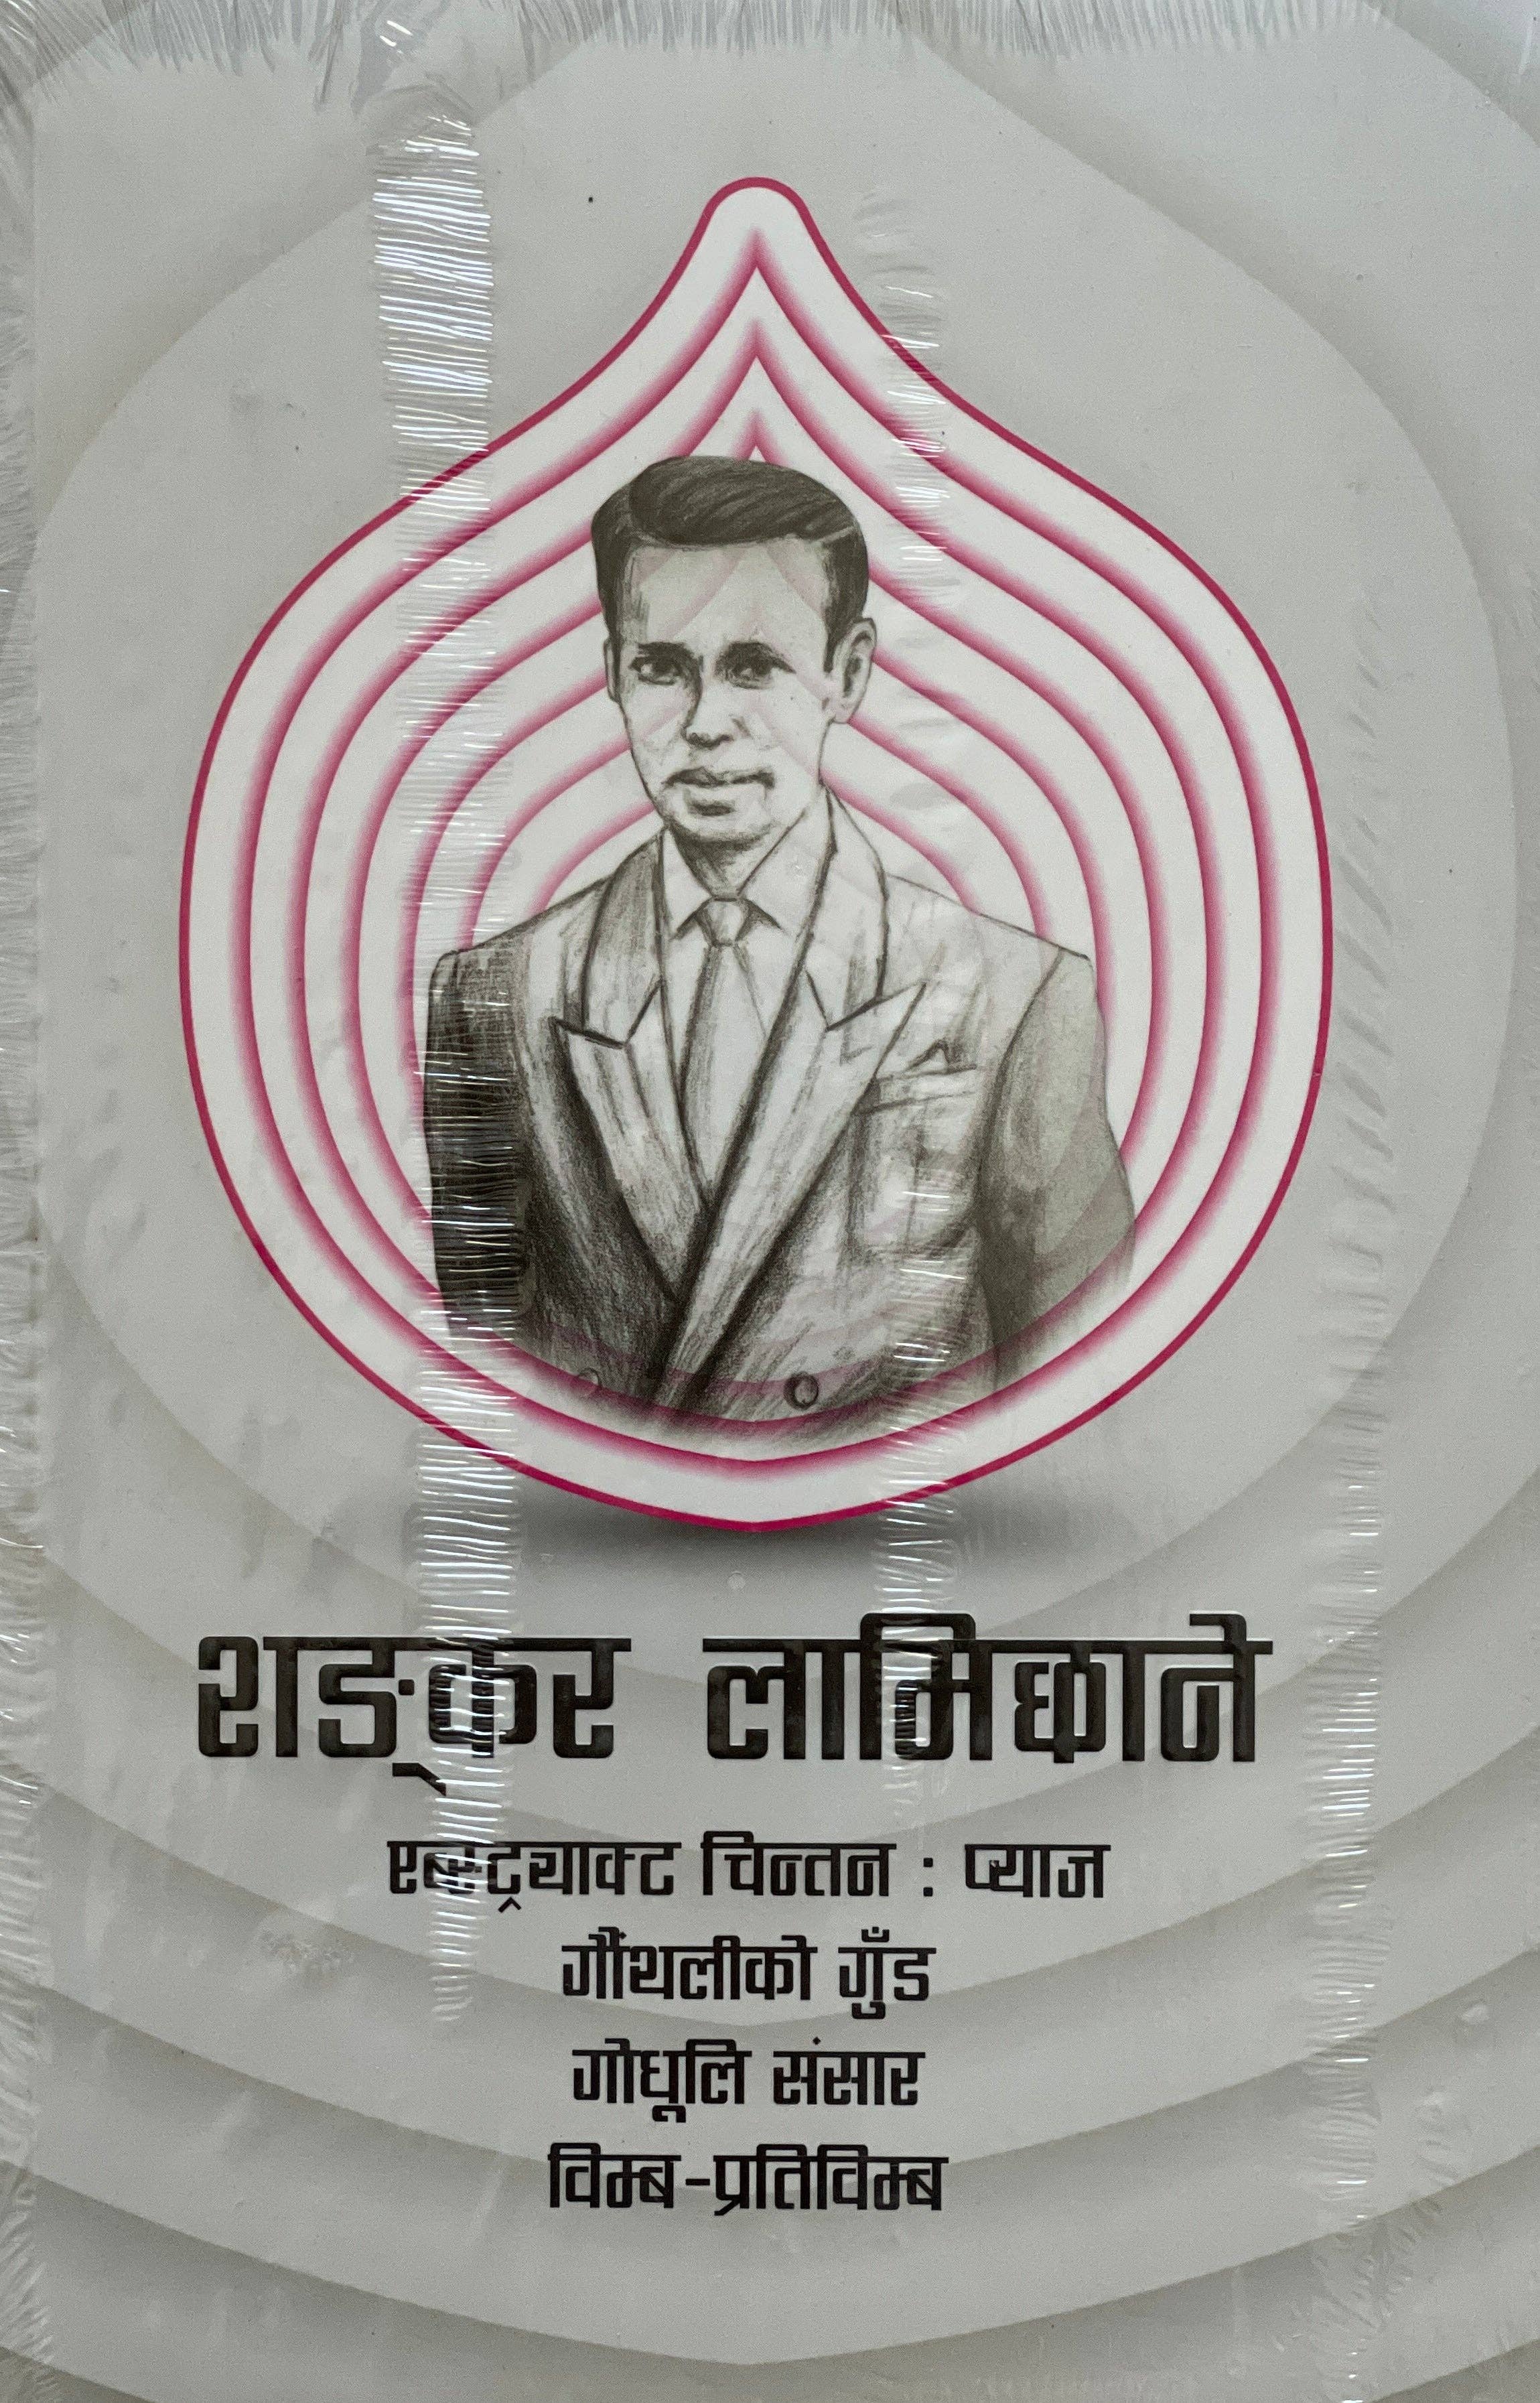 शङ्कर लामिछाने
एब्स्ट्र्याक्ट चिन्तन : प्याज
गौंथलीको गुँड
गोधूलि संसार
विम्ब-प्रतिविम्ब